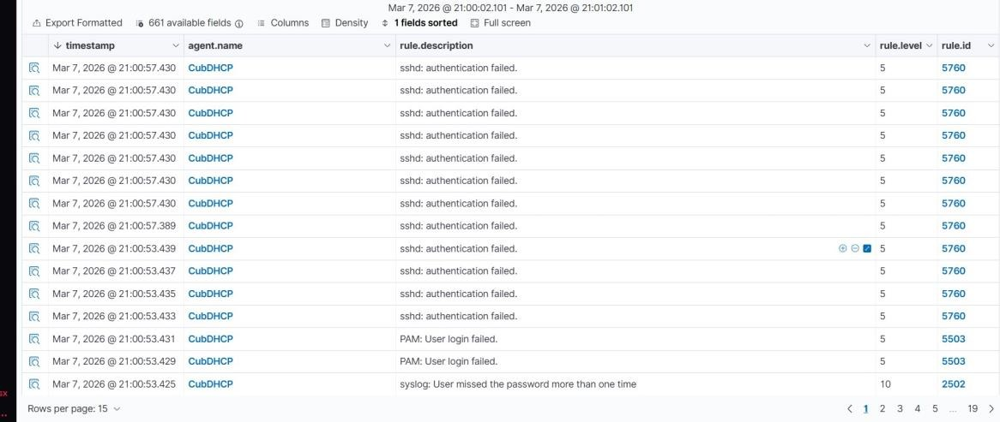 Mar 7, 2026 @ 21:00:02.101 - Mar 7, 2026 @ 21:01:02.101
Export Formatted 661 available fields Columns Density 1 fields sorted Full screen
timestamp agent.name rule.description rule.level rule.id
Mar 7, 2026 @ 21:00:57.430 CubDHCP sshd: authentication failed. 5 5760
Mar 7, 2026 @ 21:00:57.430 CubDHCP sshd: authentication failed. 5 5760
Mar 7, 2026 @ 21:00:57.430 CubDHCP sshd: authentication failed. 5 5760
Mar 7, 2026 @ 21:00:57.430 CubDHCP sshd: authentication failed. 5 5760
Mar 7, 2026 @ 21:00:57.430 CubDHCP sshd: authentication failed. 5 5760
Mar 7, 2026 @ 21:00:57.430 CubDHCP sshd: authentication failed. 5 5760
Mar 7, 2026 @ 21:00:57.430 CubDHCP sshd: authentication failed. 5 5760
Mar 7, 2026 @ 21:00:57.389 CubDHCP sshd: authentication failed. 5 5760
Mar 7, 2026 @ 21:00:53.439 CubDHCP sshd: authentication failed. 5 5760
Mar 7, 2026 @ 21:00:53.437 CubDHCP sshd: authentication failed. 5 5760
Mar 7, 2026 @ 21:00:53.435 CubDHCP sshd: authentication failed. 5 5760
Mar 7, 2026 @ 21:00:53.433 CubDHCP sshd: authentication failed. 5 5760
Mar 7, 2026 @ 21:00:53.431 CubDHCP PAM: User login failed. 5 5503
Mar 7, 2026 @ 21:00:53.429 CubDHCP PAM: User login failed. 5 5503
Mar 7, 2026 @ 21:00:53.425 CubDHCP syslog: User missed the password more than one time 10 2502
Rows per page: 15 1 2 3 4 5 ... 19